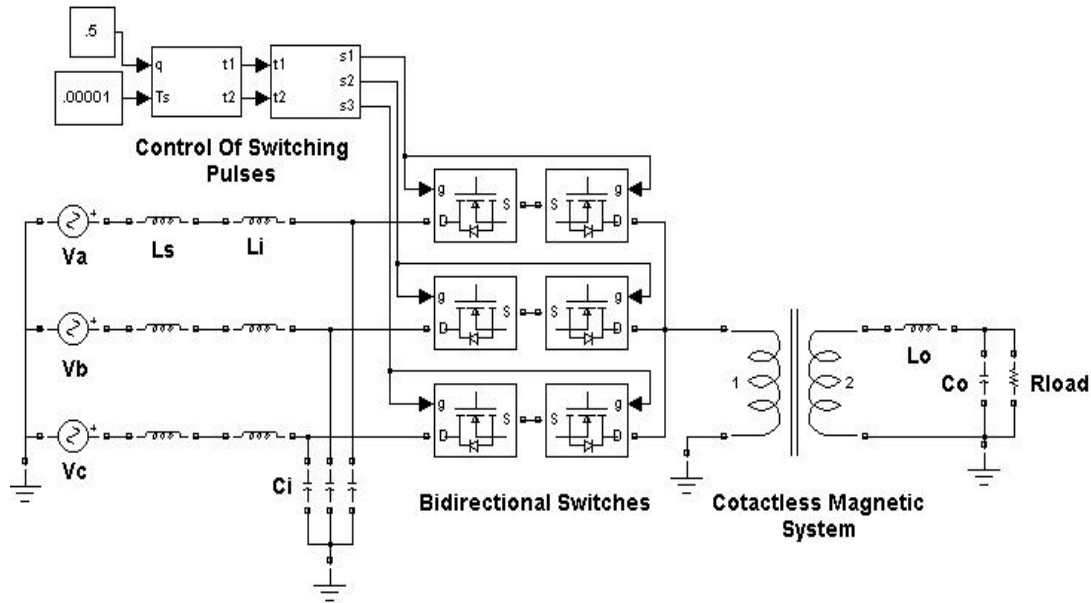 .5
.00001
q
Ts
t1
t2
t1
t2
s1
s2
s3
Control Of Switching
Pulses
g
D
S
S
g
D
Va
Ls
Li
g
D
S
S
g
D
Vb
1
2
Lo
Co
Rload
g
D
S
S
g
D
Vc
Ci
Bidirectional Switches
Cotactless Magnetic
System
+
+
+